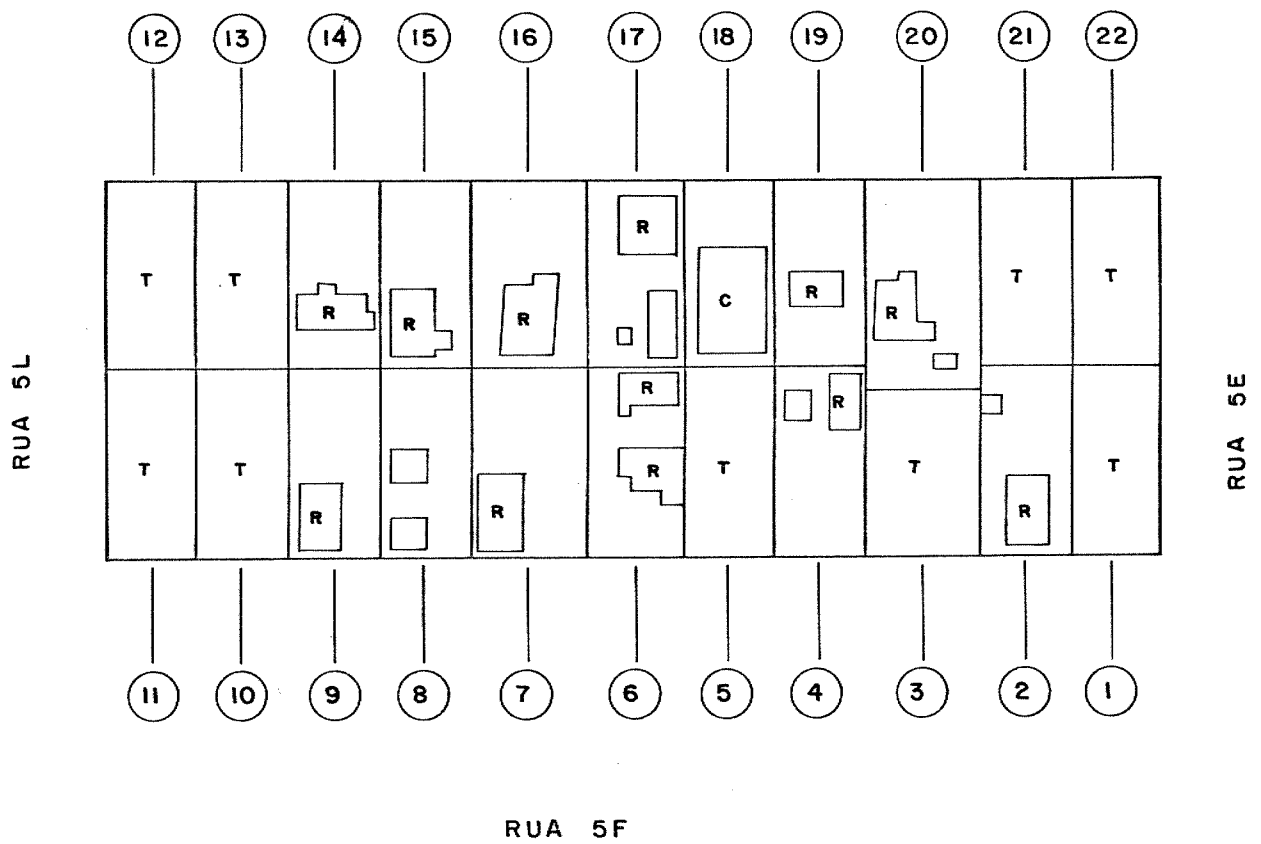 12 13 14 15 16 17 18 19 20 21 22
R
T T T T
R C R
R R R R
RUA 5L
RUA 5E
R R
T T R T T T
R R R
11 10 9 8 7 6 5 4 3 2 1
RUA 5F